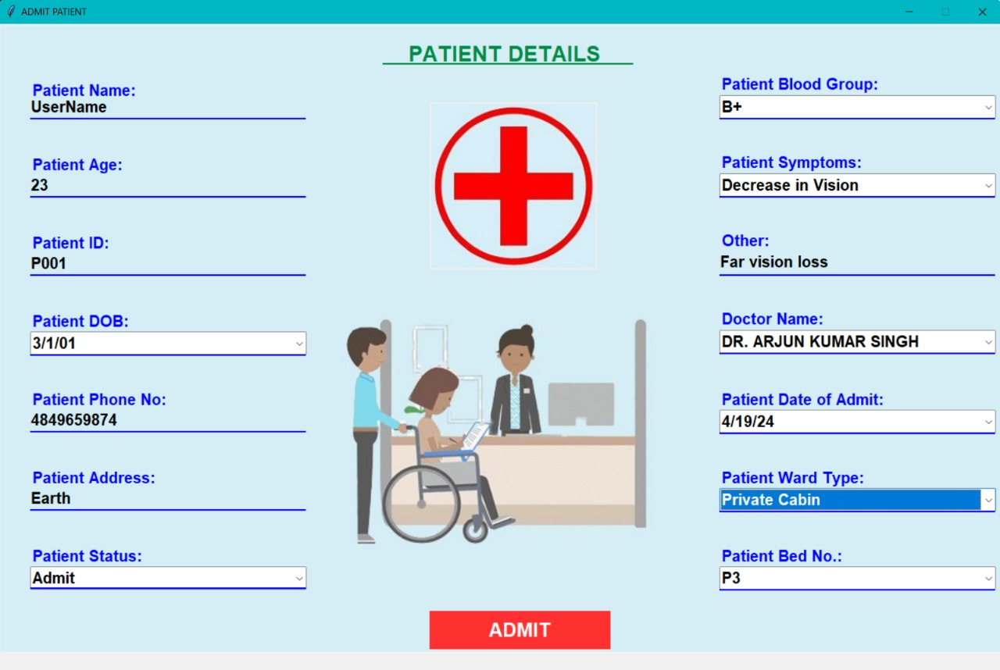 ADMIT PATIENT
PATIENT DETAILS
Patient Name:
UserName
Patient Age:
23
Patient ID:
P001
Patient DOB:
3/1/01
Patient Phone No:
4849659874
Patient Address:
Earth
Patient Status:
Admit
Patient Blood Group:
B+
Patient Symptoms:
Decrease in Vision
Other:
Far vision loss
Doctor Name:
DR. ARJUN KUMAR SINGH
Patient Date of Admit:
4/19/24
Patient Ward Type:
Private Cabin
Patient Bed No.:
P3
ADMIT